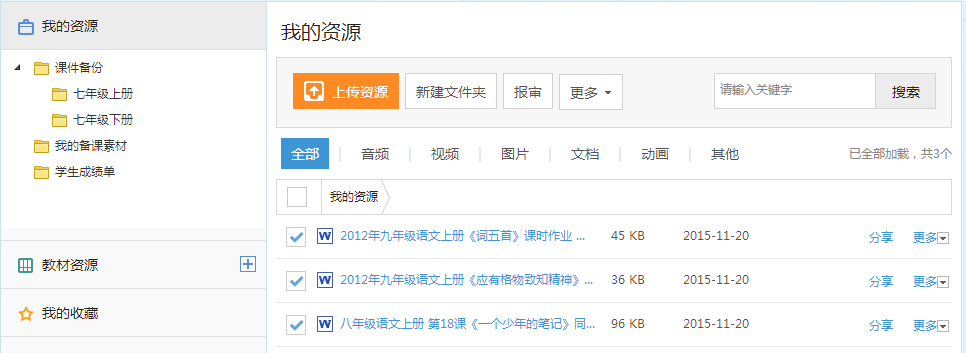 我的资源
课件备份
七年级上册
七年级下册
我的备课素材
学生成绩单
教材资源
我的收藏
我的资源
上传资源 新建文件夹 报审 更多 请输入关键字 搜索
全部 音频 视频 图片 文档 动画 其他 已全部加载，共3个
我的资源
2012年九年级语文上册《词五首》课时作业 ... 45 KB 2015-11-20 分享 更多
2012年九年级语文上册《应有格物致知精神》... 36 KB 2015-11-20 分享 更多
八年级语文上册 第18课《一个少年的笔记》同... 96 KB 2015-11-20 分享 更多